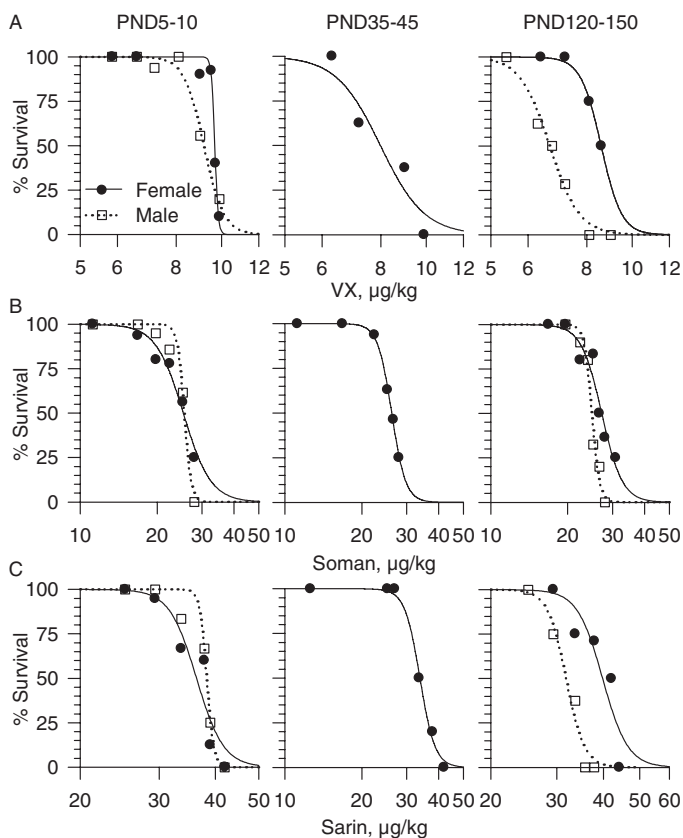 PND5-10 PND35-45 PND120-150
A
100
75
50
25
0
% Survival
Female
Male
5 6 8 10 12 5 6 8 10 12 5 6 8 10 12
VX, µg/kg
B
100
75
50
25
0
% Survival
10 20 30 40 50 10 20 30 40 50 10 20 30 40 50
Soman, µg/kg
C
100
75
50
25
0
% Survival
20 30 40 50 10 20 30 40 50 20 30 40 50 60
Sarin, µg/kg